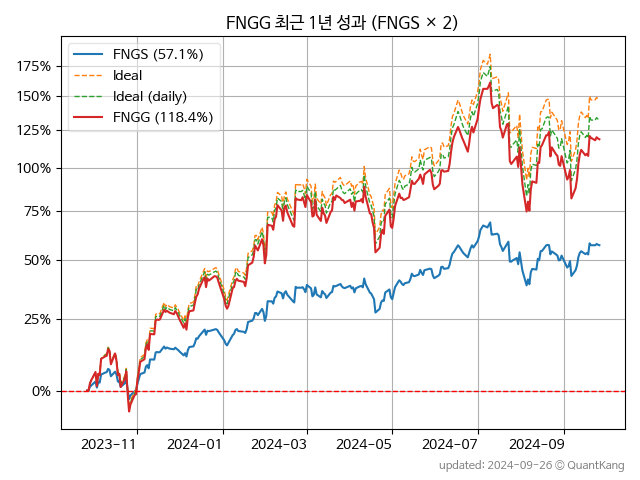 FNGG 최근 1년 성과 (FNGS × 2)
FNGS (57.1%)
Ideal
Ideal (daily)
FNGG (118.4%)
175%
150%
125%
100%
75%
50%
25%
0%
2023-11 2024-01 2024-03 2024-05 2024-07 2024-09
updated: 2024-09-26 © QuantKang